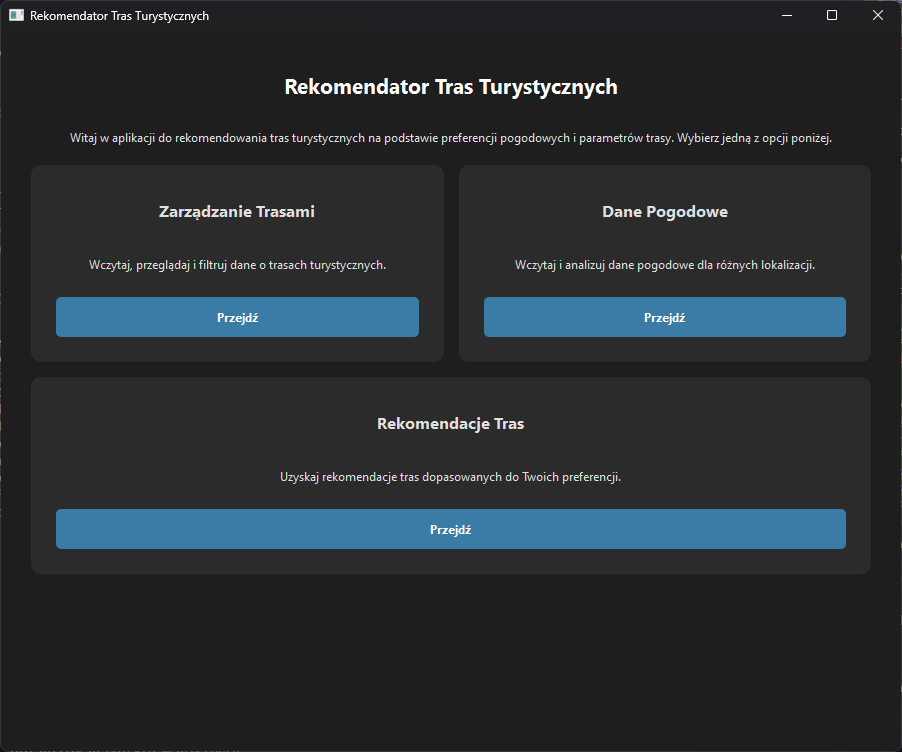 Rekomendator Tras Turystycznych
Rekomendator Tras Turystycznych
Witaj w aplikacji do rekomendowania tras turystycznych na podstawie preferencji pogodowych i parametrów trasy. Wybierz jedną z opcji poniżej.
Zarządzanie Trasami
Wczytaj, przeglądaj i filtruj dane o trasach turystycznych.
Przejdź
Dane Pogodowe
Wczytaj i analizuj dane pogodowe dla różnych lokalizacji.
Przejdź
Rekomendacje Tras
Uzyskaj rekomendacje tras dopasowanych do Twoich preferencji.
Przejdź